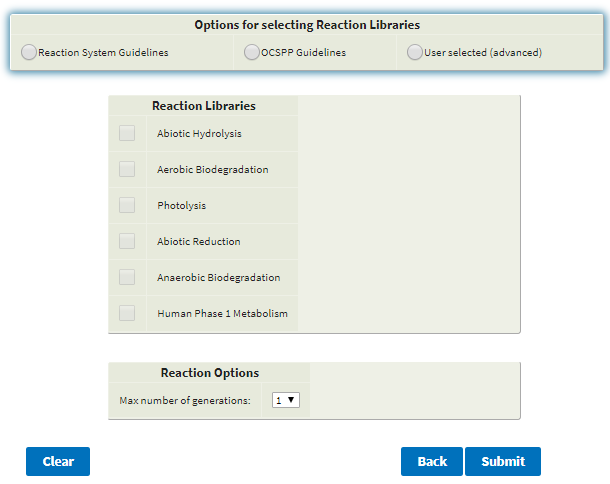 Options for selecting Reaction Libraries
Reaction System Guidelines OCSPP Guidelines User selected (advanced)
Reaction Libraries
Abiotic Hydrolysis
Aerobic Biodegradation
Photolysis
Abiotic Reduction
Anaerobic Biodegradation
Human Phase 1 Metabolism
Reaction Options
Max number of generations: 1
Clear Back Submit